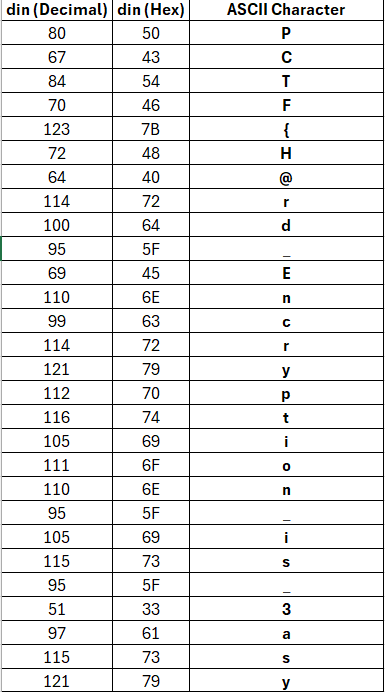 din (Decimal) din (Hex) ASCII Character
80 50 P
67 43 C
84 54 T
70 46 F
123 7B {
72 48 H
64 40 @
114 72 r
100 64 d
95 5F _
69 45 E
110 6E n
99 63 c
114 72 r
121 79 y
112 70 p
116 74 t
105 69 i
111 6F o
110 6E n
95 5F _
105 69 i
115 73 s
95 5F _
51 33 3
97 61 a
115 73 s
121 79 y